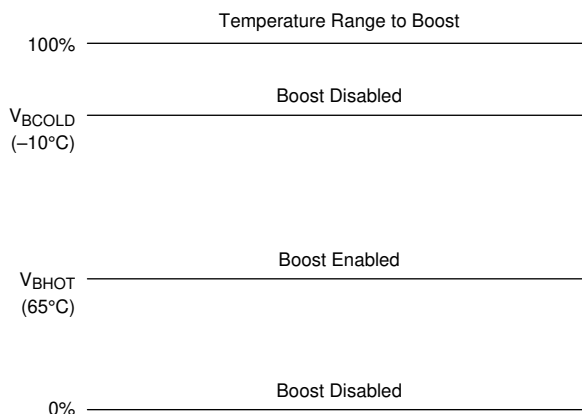 Temperature Range to Boost
100%
Boost Disabled
VBCOLD
(–10°C)
Boost Enabled
VBHOT
(65°C)
Boost Disabled
0%